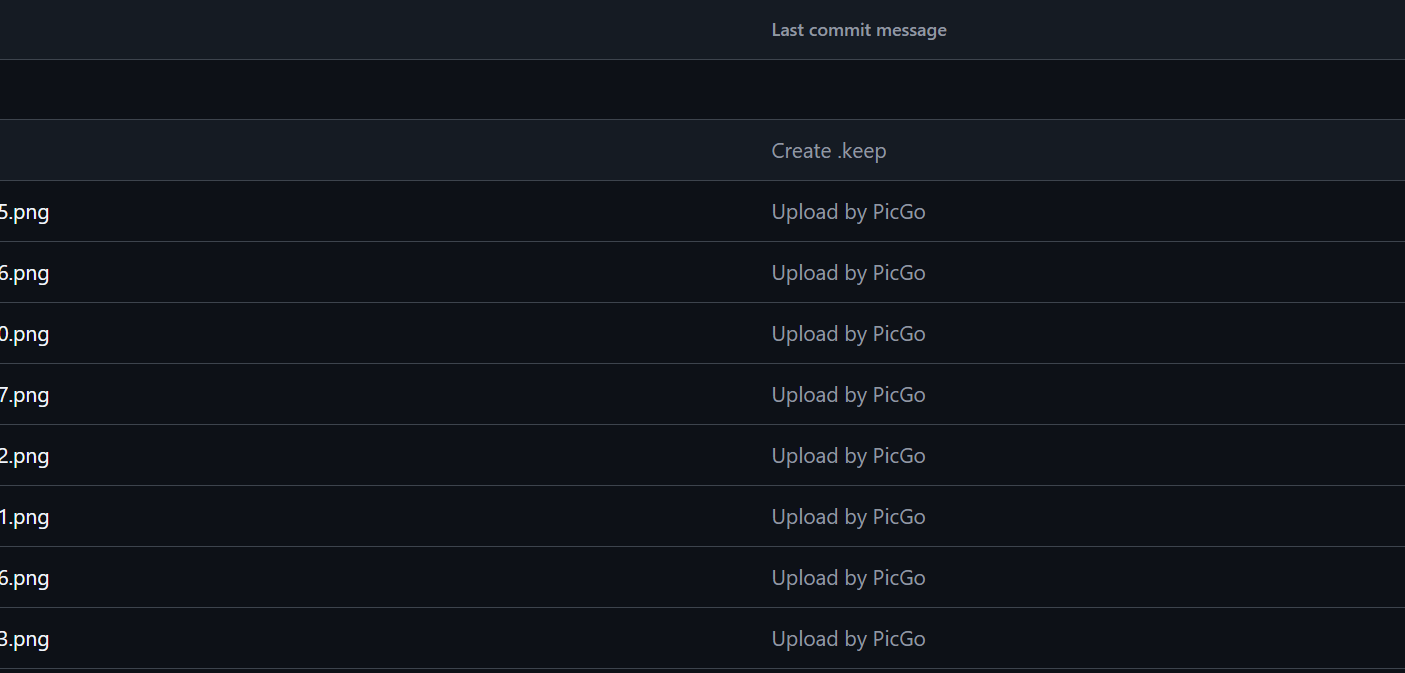 Last commit message
Create .keep
5.png Upload by PicGo
6.png Upload by PicGo
0.png Upload by PicGo
7.png Upload by PicGo
2.png Upload by PicGo
1.png Upload by PicGo
6.png Upload by PicGo
3.png Upload by PicGo